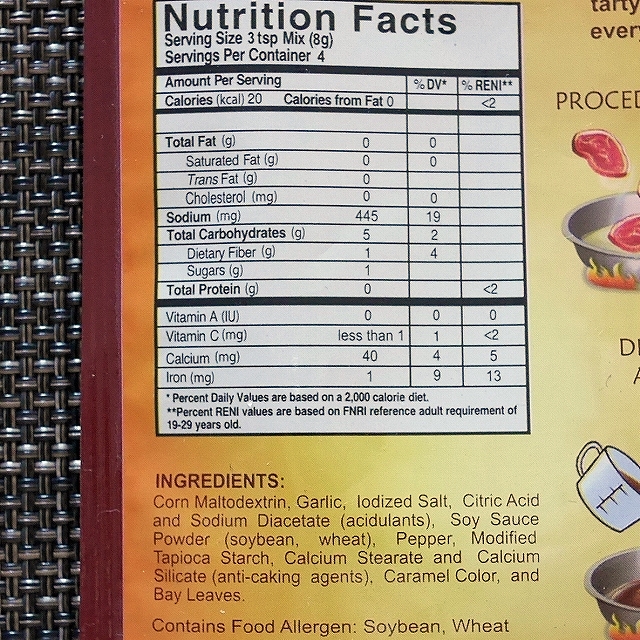 Nutrition Facts
Serving Size 3 tsp Mix (8g)
Servings Per Container 4
Amount Per Serving % DV* % RENI**
Calories (kcal) 20 Calories from Fat 0 <2
Total Fat (g) 0 0
Saturated Fat (g) 0 0
Trans Fat (g) 0
Cholesterol (mg) 0 0
Sodium (mg) 445 19
Total Carbohydrates (g) 5 2
Dietary Fiber (g) 1 4
Sugars (g) 1
Total Protein (g) 0 <2
Vitamin A (IU) 0 0 0
Vitamin C (mg) less than 1 1 <2
Calcium (mg) 40 4 5
Iron (mg) 1 9 13
* Percent Daily Values are based on a 2,000 calorie diet.
**Percent RENI values are based on FNRI reference adult requirement of
19-29 years old.
INGREDIENTS:
Corn Maltodextrin, Garlic, Iodized Salt, Citric Acid
and Sodium Diacetate (acidulants), Soy Sauce
Powder (soybean, wheat), Pepper, Modified
Tapioca Starch, Calcium Stearate and Calcium
Silicate (anti-caking agents), Caramel Color, and
Bay Leaves.
Contains Food Allergen: Soybean, Wheat
tarty
every
PROCED